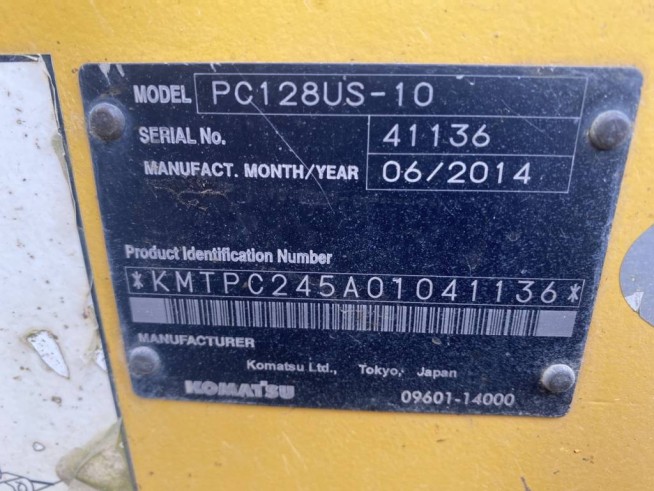 MODEL PC128US-10
SERIAL No. 41136
MANUFACT. MONTH/YEAR 06/2014
Product Identification Number
*KMTPC245A01041136*
MANUFACTURER
Komatsu Ltd., Tokyo, Japan
KOMATSU 09601-14000